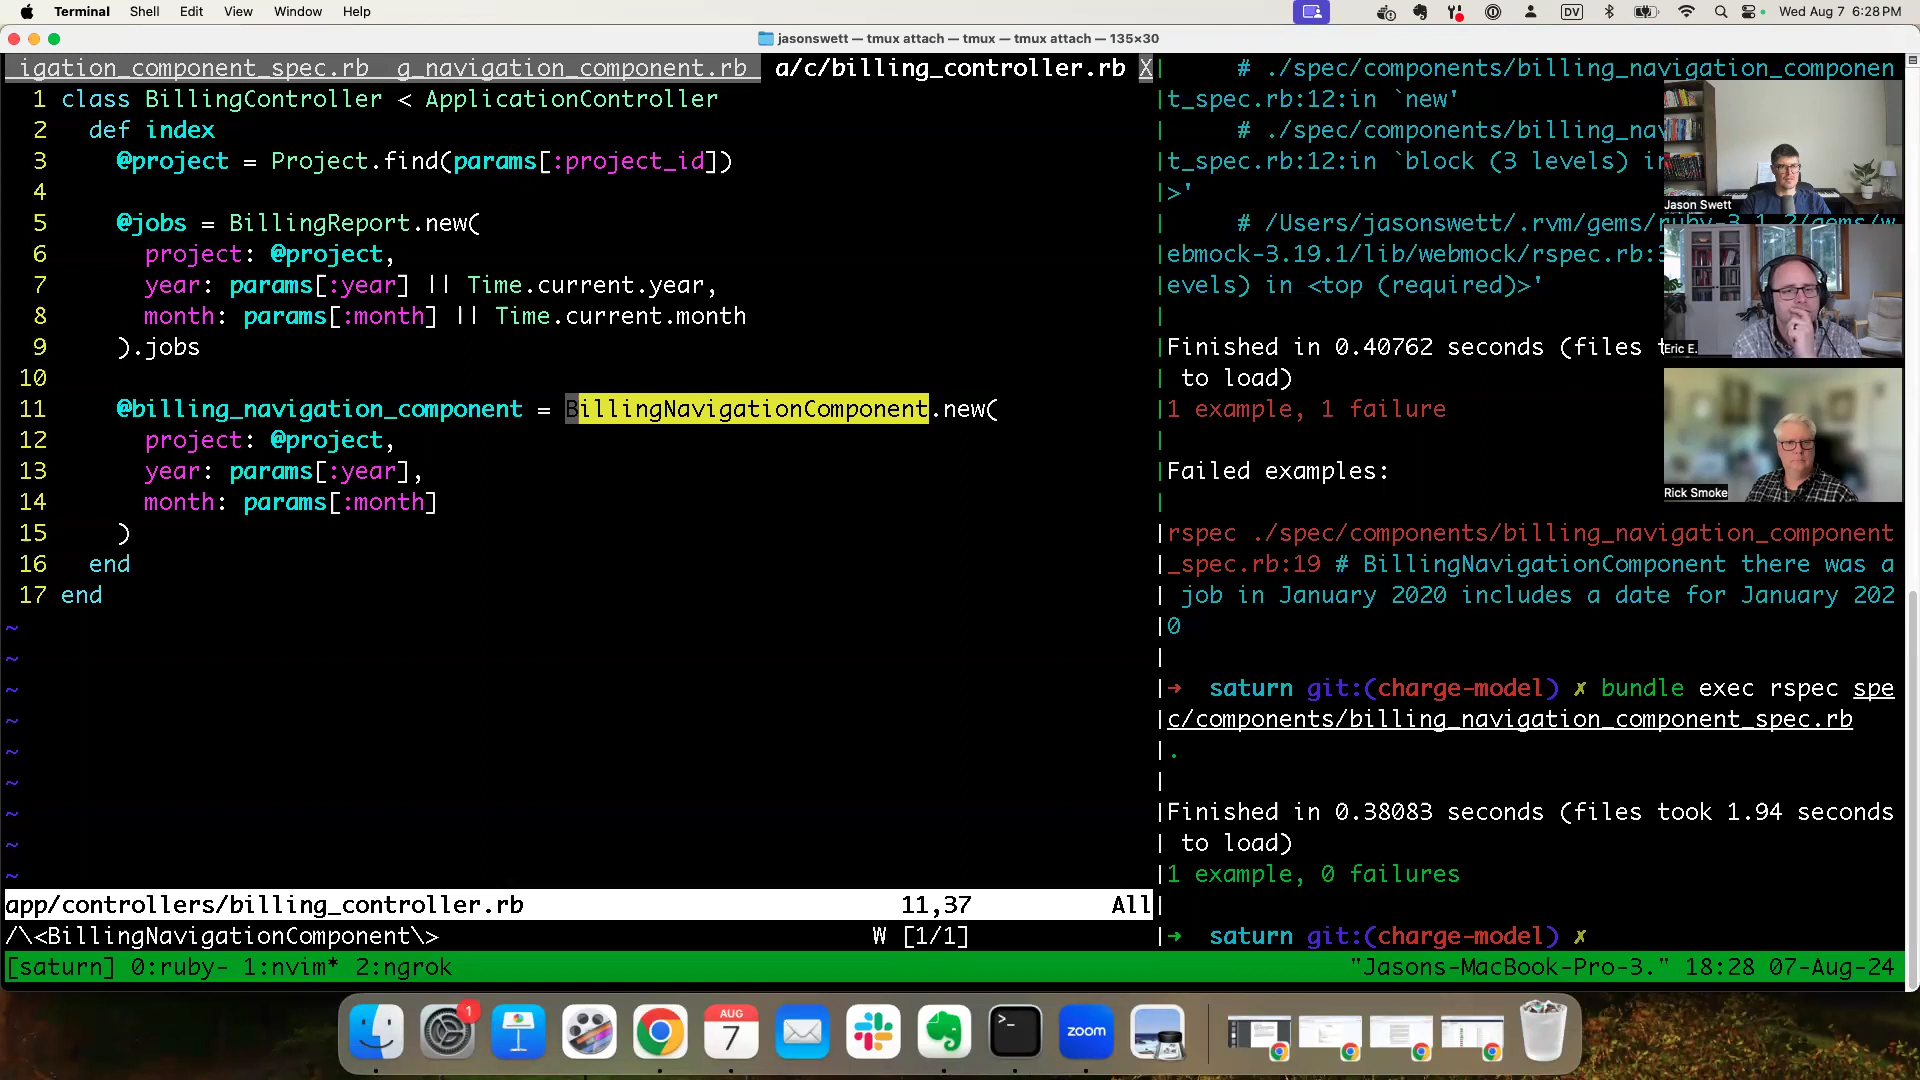 Terminal Shell Edit View Window Help
DV
Wed Aug 7 6:28 PM
jasonswett — tmux attach — tmux — tmux attach — 135×30
igation_component_spec.rb g_navigation_component.rb a/c/billing_controller.rb X
1 class BillingController < ApplicationController
2 def index
3 @project = Project.find(params[:project_id])
4
5 @jobs = BillingReport.new(
6 project: @project,
7 year: params[:year] || Time.current.year,
8 month: params[:month] || Time.current.month
9 ).jobs
10
11 @billing_navigation_component = BillingNavigationComponent.new(
12 project: @project,
13 year: params[:year],
14 month: params[:month]
15 )
16 end
17 end
~
~
~
~
~
~
~
~
~
app/controllers/billing_controller.rb 11,37 All
/\<BillingNavigationComponent\> W [1/1]
# ./spec/components/billing_navigation_componen
t_spec.rb:12:in `new'
# ./spec/components/billing_nav
t_spec.rb:12:in `block (3 levels) in
>'
# /Users/jasonswett/.rvm/gems/ruby-3.1.2/gems/w
ebmock-3.19.1/lib/webmock/rspec.rb:3
evels) in <top (required)>'
Finished in 0.40762 seconds (files t
to load)
1 example, 1 failure
Failed examples:
rspec ./spec/components/billing_navigation_component
_spec.rb:19 # BillingNavigationComponent there was a
job in January 2020 includes a date for January 202
0
➜ saturn git:(charge-model) ✗ bundle exec rspec spe
c/components/billing_navigation_component_spec.rb
.
Finished in 0.38083 seconds (files took 1.94 seconds
to load)
1 example, 0 failures
➜ saturn git:(charge-model) ✗
Jason Swett
Eric E.
Rick Smoke
[saturn] 0:ruby- 1:nvim* 2:ngrok "Jasons-MacBook-Pro-3." 18:28 07-Aug-24
1
AUG
7
>_
zoom